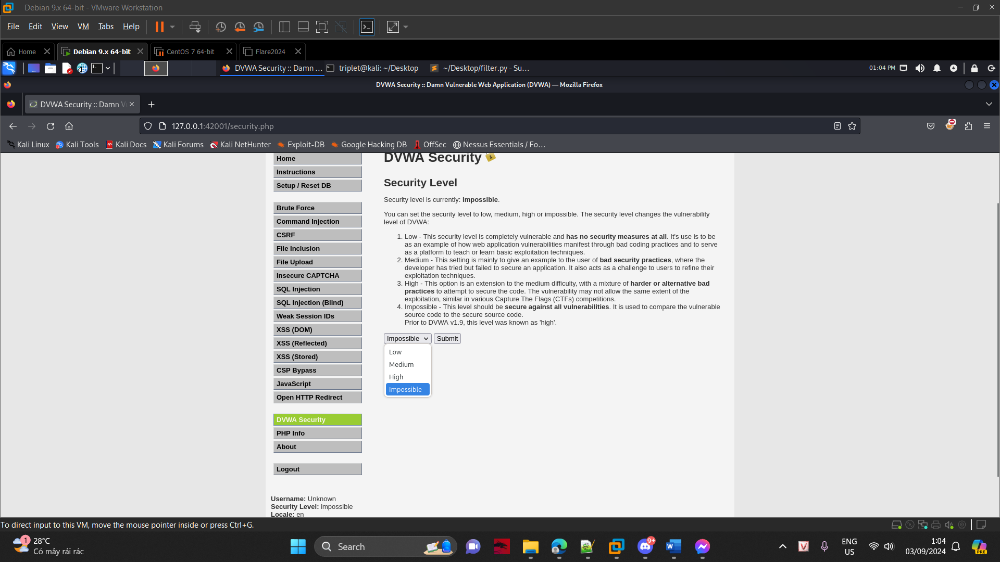 Debian 9.x 64-bit - VMware Workstation
File Edit View VM Tabs Help
Home Debian 9.x 64-bit CentOS 7 64-bit Flare2024
DVWA Security :: Damn ... triplet@kali: ~/Desktop ~/Desktop/filter.py - Su... 01:04 PM
DVWA Security :: Damn Vulnerable Web Application (DVWA) — Mozilla Firefox
DVWA Security :: Damn V
127.0.0.1:42001/security.php
Kali Linux Kali Tools Kali Docs Kali Forums Kali NetHunter Exploit-DB Google Hacking DB OffSec Nessus Essentials / Fo...
Home
Instructions
Setup / Reset DB
Brute Force
Command Injection
CSRF
File Inclusion
File Upload
Insecure CAPTCHA
SQL Injection
SQL Injection (Blind)
Weak Session IDs
XSS (DOM)
XSS (Reflected)
XSS (Stored)
CSP Bypass
JavaScript
Open HTTP Redirect
DVWA Security
PHP Info
About
Logout
Username: Unknown
Security Level: impossible
Locale: en
DVWA Security
Security Level
Security level is currently: impossible.
You can set the security level to low, medium, high or impossible. The security level changes the vulnerability
level of DVWA:
1. Low - This security level is completely vulnerable and has no security measures at all. It's use is to be
as an example of how web application vulnerabilities manifest through bad coding practices and to serve
as a platform to teach or learn basic exploitation techniques.
2. Medium - This setting is mainly to give an example to the user of bad security practices, where the
developer has tried but failed to secure an application. It also acts as a challenge to users to refine their
exploitation techniques.
3. High - This option is an extension to the medium difficulty, with a mixture of harder or alternative bad
practices to attempt to secure the code. The vulnerability may not allow the same extent of the
exploitation, similar in various Capture The Flags (CTFs) competitions.
4. Impossible - This level should be secure against all vulnerabilities. It is used to compare the vulnerable
source code to the secure source code.
Prior to DVWA v1.9, this level was known as 'high'.
Impossible Submit
Low
Medium
High
Impossible
To direct input to this VM, move the mouse pointer inside or press Ctrl+G.
1
28°C
Có mây rải rác
Search
9+
ENG
US
1:04
03/09/2024
PRE